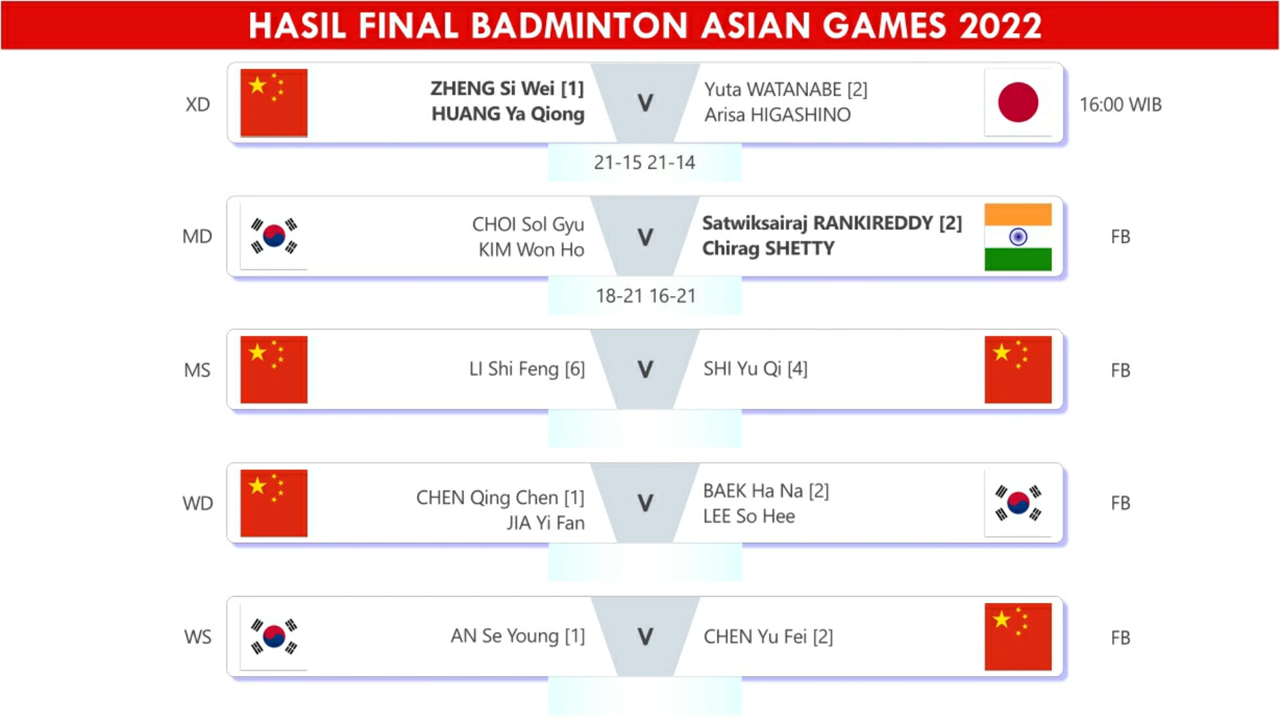 HASIL FINAL BADMINTON ASIAN GAMES 2022
XD
ZHENG Si Wei [1]
HUANG Ya Qiong
V
Yuta WATANABE [2]
Arisa HIGASHINO
16:00 WIB
21-15 21-14
MD
CHOI Sol Gyu
KIM Won Ho
V
Satwiksairaj RANKIREDDY [2]
Chirag SHETTY
FB
18-21 16-21
MS
LI Shi Feng [6]
V
SHI Yu Qi [4]
FB
WD
CHEN Qing Chen [1]
JIA Yi Fan
V
BAEK Ha Na [2]
LEE So Hee
FB
WS
AN Se Young [1]
V
CHEN Yu Fei [2]
FB